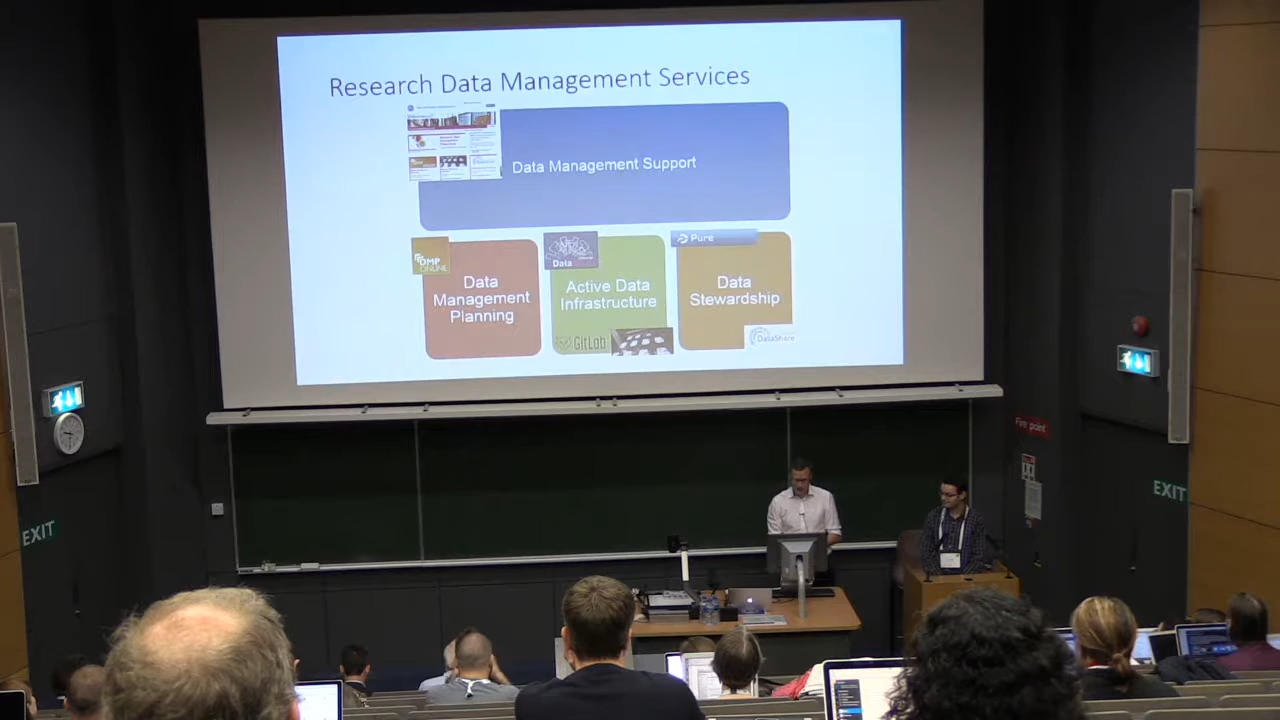 Research Data Management Services
Data Management Support
DMP
ONLINE
Data
Management
Planning
Data
Active Data
Infrastructure
GitLab
Pure
Data
Stewardship
DataShare
Fire point
EXIT
EXIT